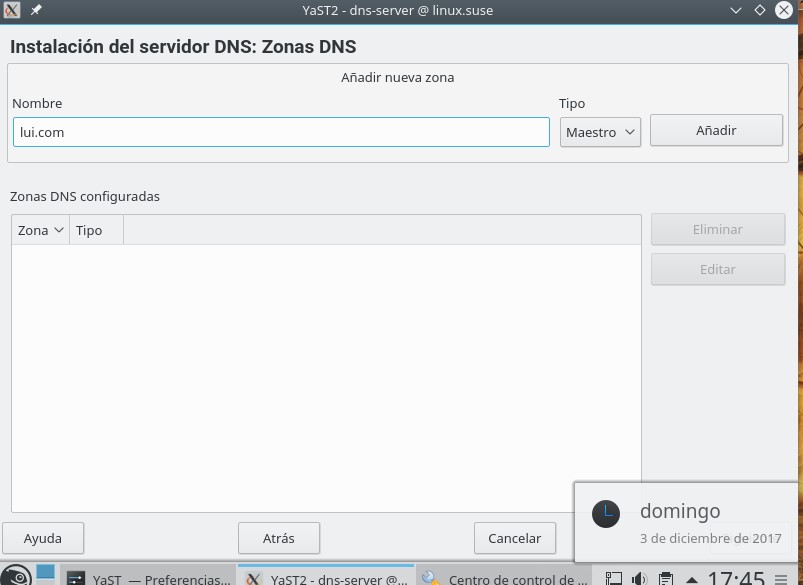 YaST2 - dns-server @ linux.suse
Instalación del servidor DNS: Zonas DNS
Añadir nueva zona
Nombre
Tipo
lui.com
Maestro
Añadir
Zonas DNS configuradas
Zona
Tipo
Eliminar
Editar
domingo
3 de diciembre de 2017
Ayuda
Atrás
Cancelar
YaST — Preferencias...
YaST2 - dns-server @...
Centro de control de ...
17:45